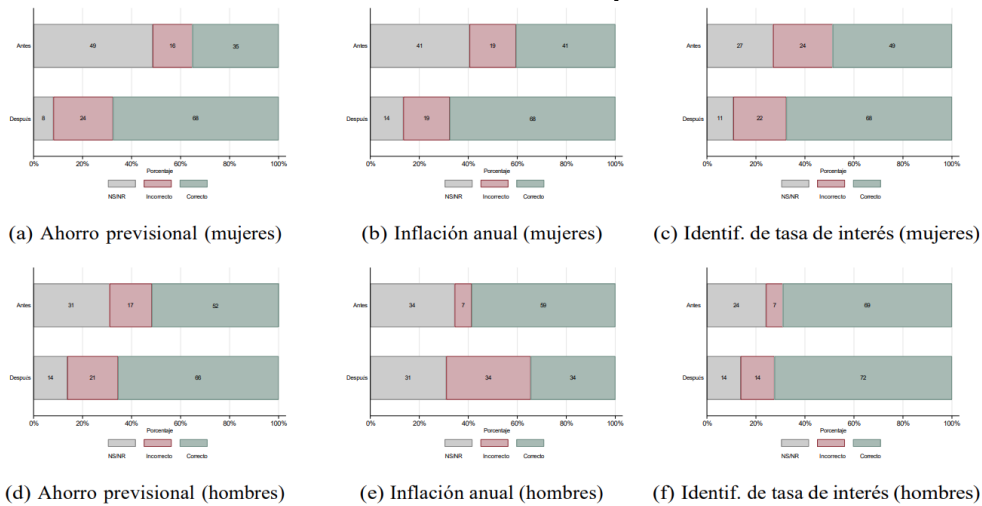 Antes 49 16 35
Después 8 24 68
0% 20% 40% 60% 80% 100%
Porcentaje
NS/NR Incorrecto Correcto
(a) Ahorro previsional (mujeres)
Antes 41 19 41
Después 14 19 68
0% 20% 40% 60% 80% 100%
Porcentaje
NS/NR Incorrecto Correcto
(b) Inflación anual (mujeres)
Antes 27 24 49
Después 11 22 68
0% 20% 40% 60% 80% 100%
Porcentaje
NS/NR Incorrecto Correcto
(c) Identif. de tasa de interés (mujeres)
Antes 31 17 52
Después 14 21 66
0% 20% 40% 60% 80% 100%
Porcentaje
NS/NR Incorrecto Correcto
(d) Ahorro previsional (hombres)
Antes 34 7 59
Después 31 34 34
0% 20% 40% 60% 80% 100%
Porcentaje
NS/NR Incorrecto Correcto
(e) Inflación anual (hombres)
Antes 24 7 69
Después 14 14 72
0% 20% 40% 60% 80% 100%
Porcentaje
NS/NR Incorrecto Correcto
(f) Identif. de tasa de interés (hombres)